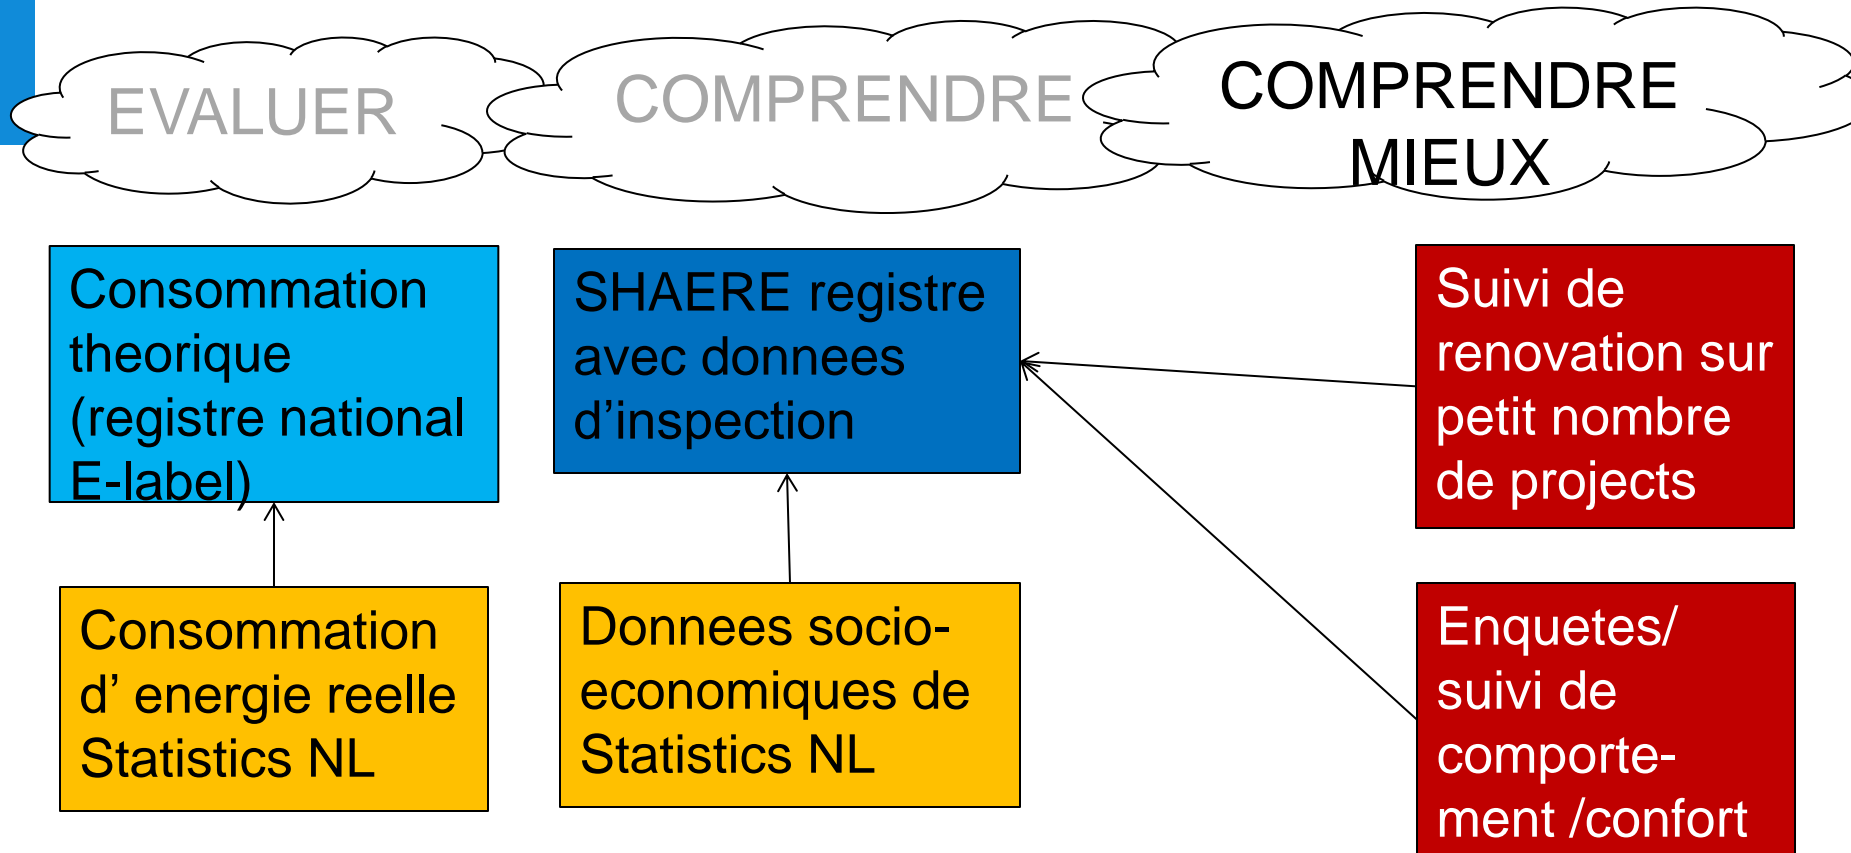 EVALUER
COMPRENDRE
COMPRENDRE
MIEUX
Consommation
theorique
(registre national
E-label)
SHAERE registre
avec donnees
d’inspection
Suivi de
renovation sur
petit nombre
de projects
Consommation
d’ energie reelle
Statistics NL
Donnees socio-
economiques de
Statistics NL
Enquetes/
suivi de
comporte-
ment /confort